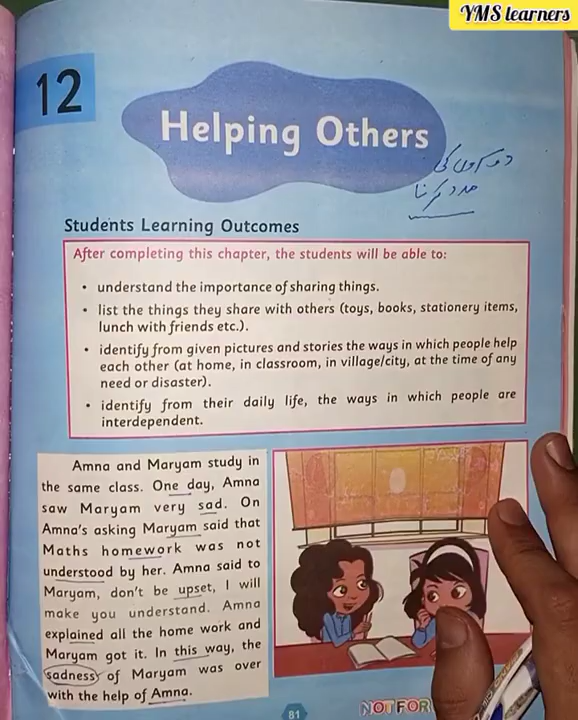 YMS learners
12
Helping Others
دوسروں کی
مدد کرنا
Students Learning Outcomes
After completing this chapter, the students will be able to:
• understand the importance of sharing things.
• list the things they share with others (toys, books, stationery items,
lunch with friends etc.).
• identify from given pictures and stories the ways in which people help
each other (at home, in classroom, in village/city, at the time of any
need or disaster).
• identify from their daily life, the ways in which people are
interdependent.
Amna and Maryam study in
the same class. One day, Amna
saw Maryam very sad. On
Amna's asking Maryam said that
Maths homework was not
understood by her. Amna said to
Maryam, don't be upset, I will
make you understand. Amna
explained all the home work and
Maryam got it. In this way, the
sadness of Maryam was over
with the help of Amna.
81
NOT FOR